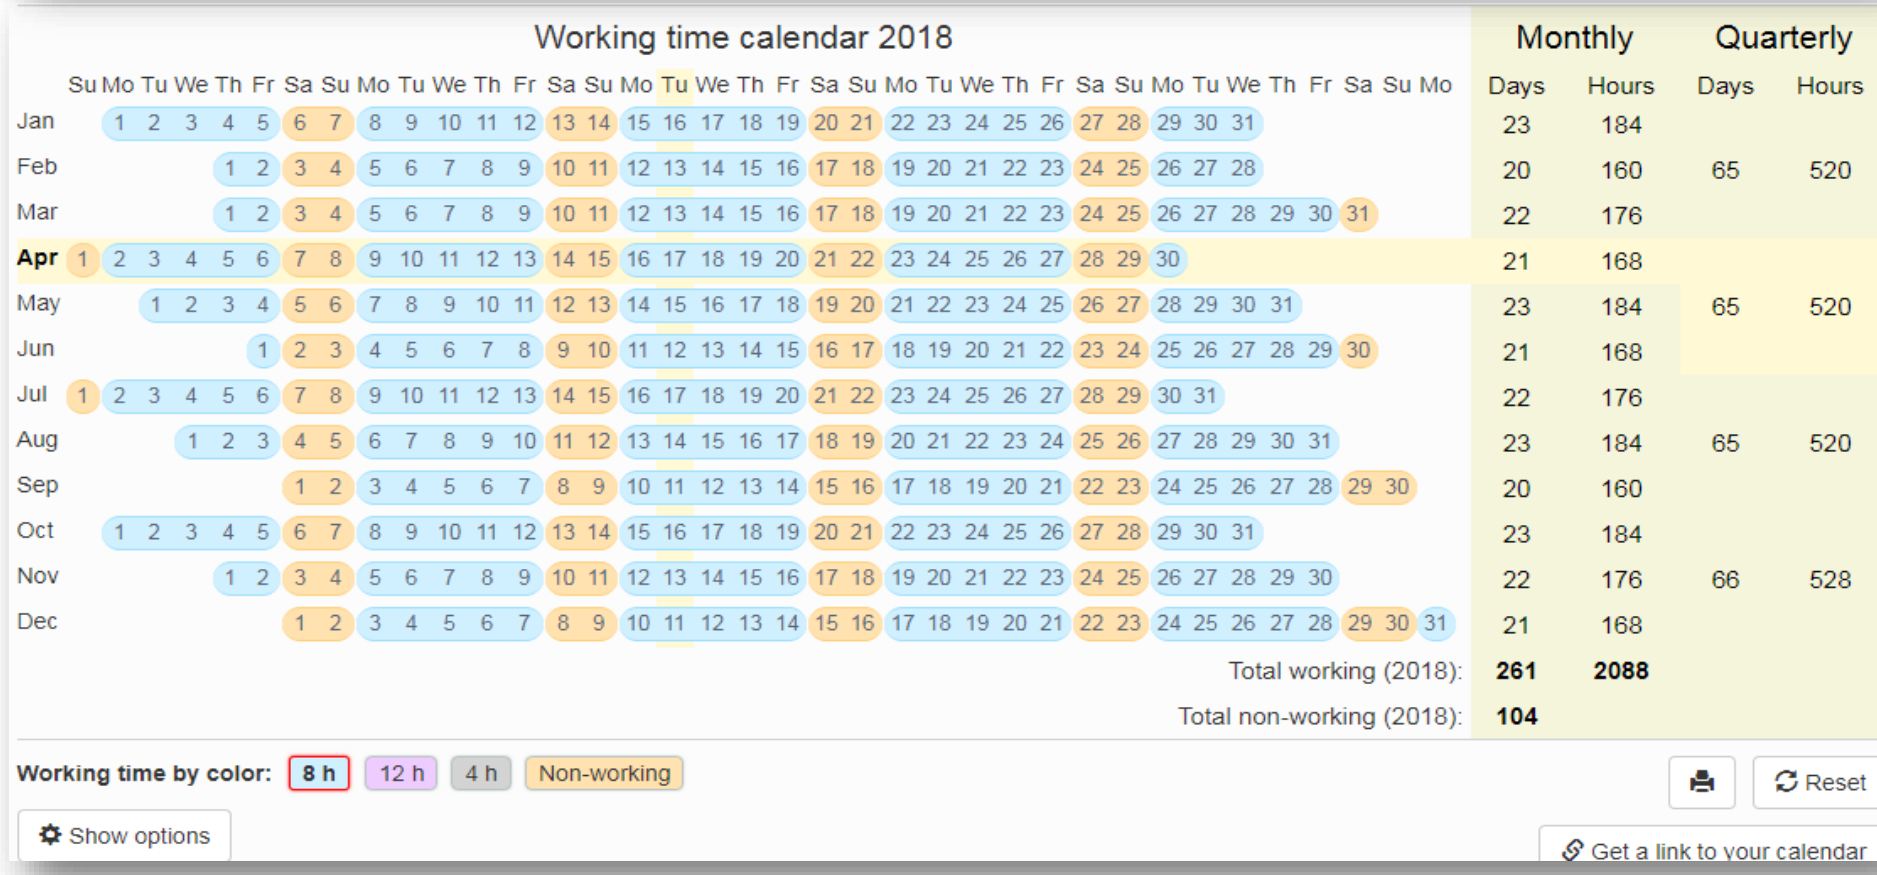 Working time calendar 2018 Monthly Quarterly
Su Mo Tu We Th Fr Sa Su Mo Tu We Th Fr Sa Su Mo Tu We Th Fr Sa Su Mo Tu We Th Fr Sa Su Mo Tu We Th Fr Sa Su Mo Days Hours Days Hours
Jan 1 2 3 4 5 6 7 8 9 10 11 12 13 14 15 16 17 18 19 20 21 22 23 24 25 26 27 28 29 30 31 23 184
Feb 1 2 3 4 5 6 7 8 9 10 11 12 13 14 15 16 17 18 19 20 21 22 23 24 25 26 27 28 20 160 65 520
Mar 1 2 3 4 5 6 7 8 9 10 11 12 13 14 15 16 17 18 19 20 21 22 23 24 25 26 27 28 29 30 31 22 176
Apr 1 2 3 4 5 6 7 8 9 10 11 12 13 14 15 16 17 18 19 20 21 22 23 24 25 26 27 28 29 30 21 168
May 1 2 3 4 5 6 7 8 9 10 11 12 13 14 15 16 17 18 19 20 21 22 23 24 25 26 27 28 29 30 31 23 184 65 520
Jun 1 2 3 4 5 6 7 8 9 10 11 12 13 14 15 16 17 18 19 20 21 22 23 24 25 26 27 28 29 30 21 168
Jul 1 2 3 4 5 6 7 8 9 10 11 12 13 14 15 16 17 18 19 20 21 22 23 24 25 26 27 28 29 30 31 22 176
Aug 1 2 3 4 5 6 7 8 9 10 11 12 13 14 15 16 17 18 19 20 21 22 23 24 25 26 27 28 29 30 31 23 184 65 520
Sep 1 2 3 4 5 6 7 8 9 10 11 12 13 14 15 16 17 18 19 20 21 22 23 24 25 26 27 28 29 30 20 160
Oct 1 2 3 4 5 6 7 8 9 10 11 12 13 14 15 16 17 18 19 20 21 22 23 24 25 26 27 28 29 30 31 23 184
Nov 1 2 3 4 5 6 7 8 9 10 11 12 13 14 15 16 17 18 19 20 21 22 23 24 25 26 27 28 29 30 22 176 66 528
Dec 1 2 3 4 5 6 7 8 9 10 11 12 13 14 15 16 17 18 19 20 21 22 23 24 25 26 27 28 29 30 31 21 168
Total working (2018): 261 2088
Total non-working (2018): 104
Working time by color: 8 h 12 h 4 h Non-working Reset
Show options
Get a link to your calendar